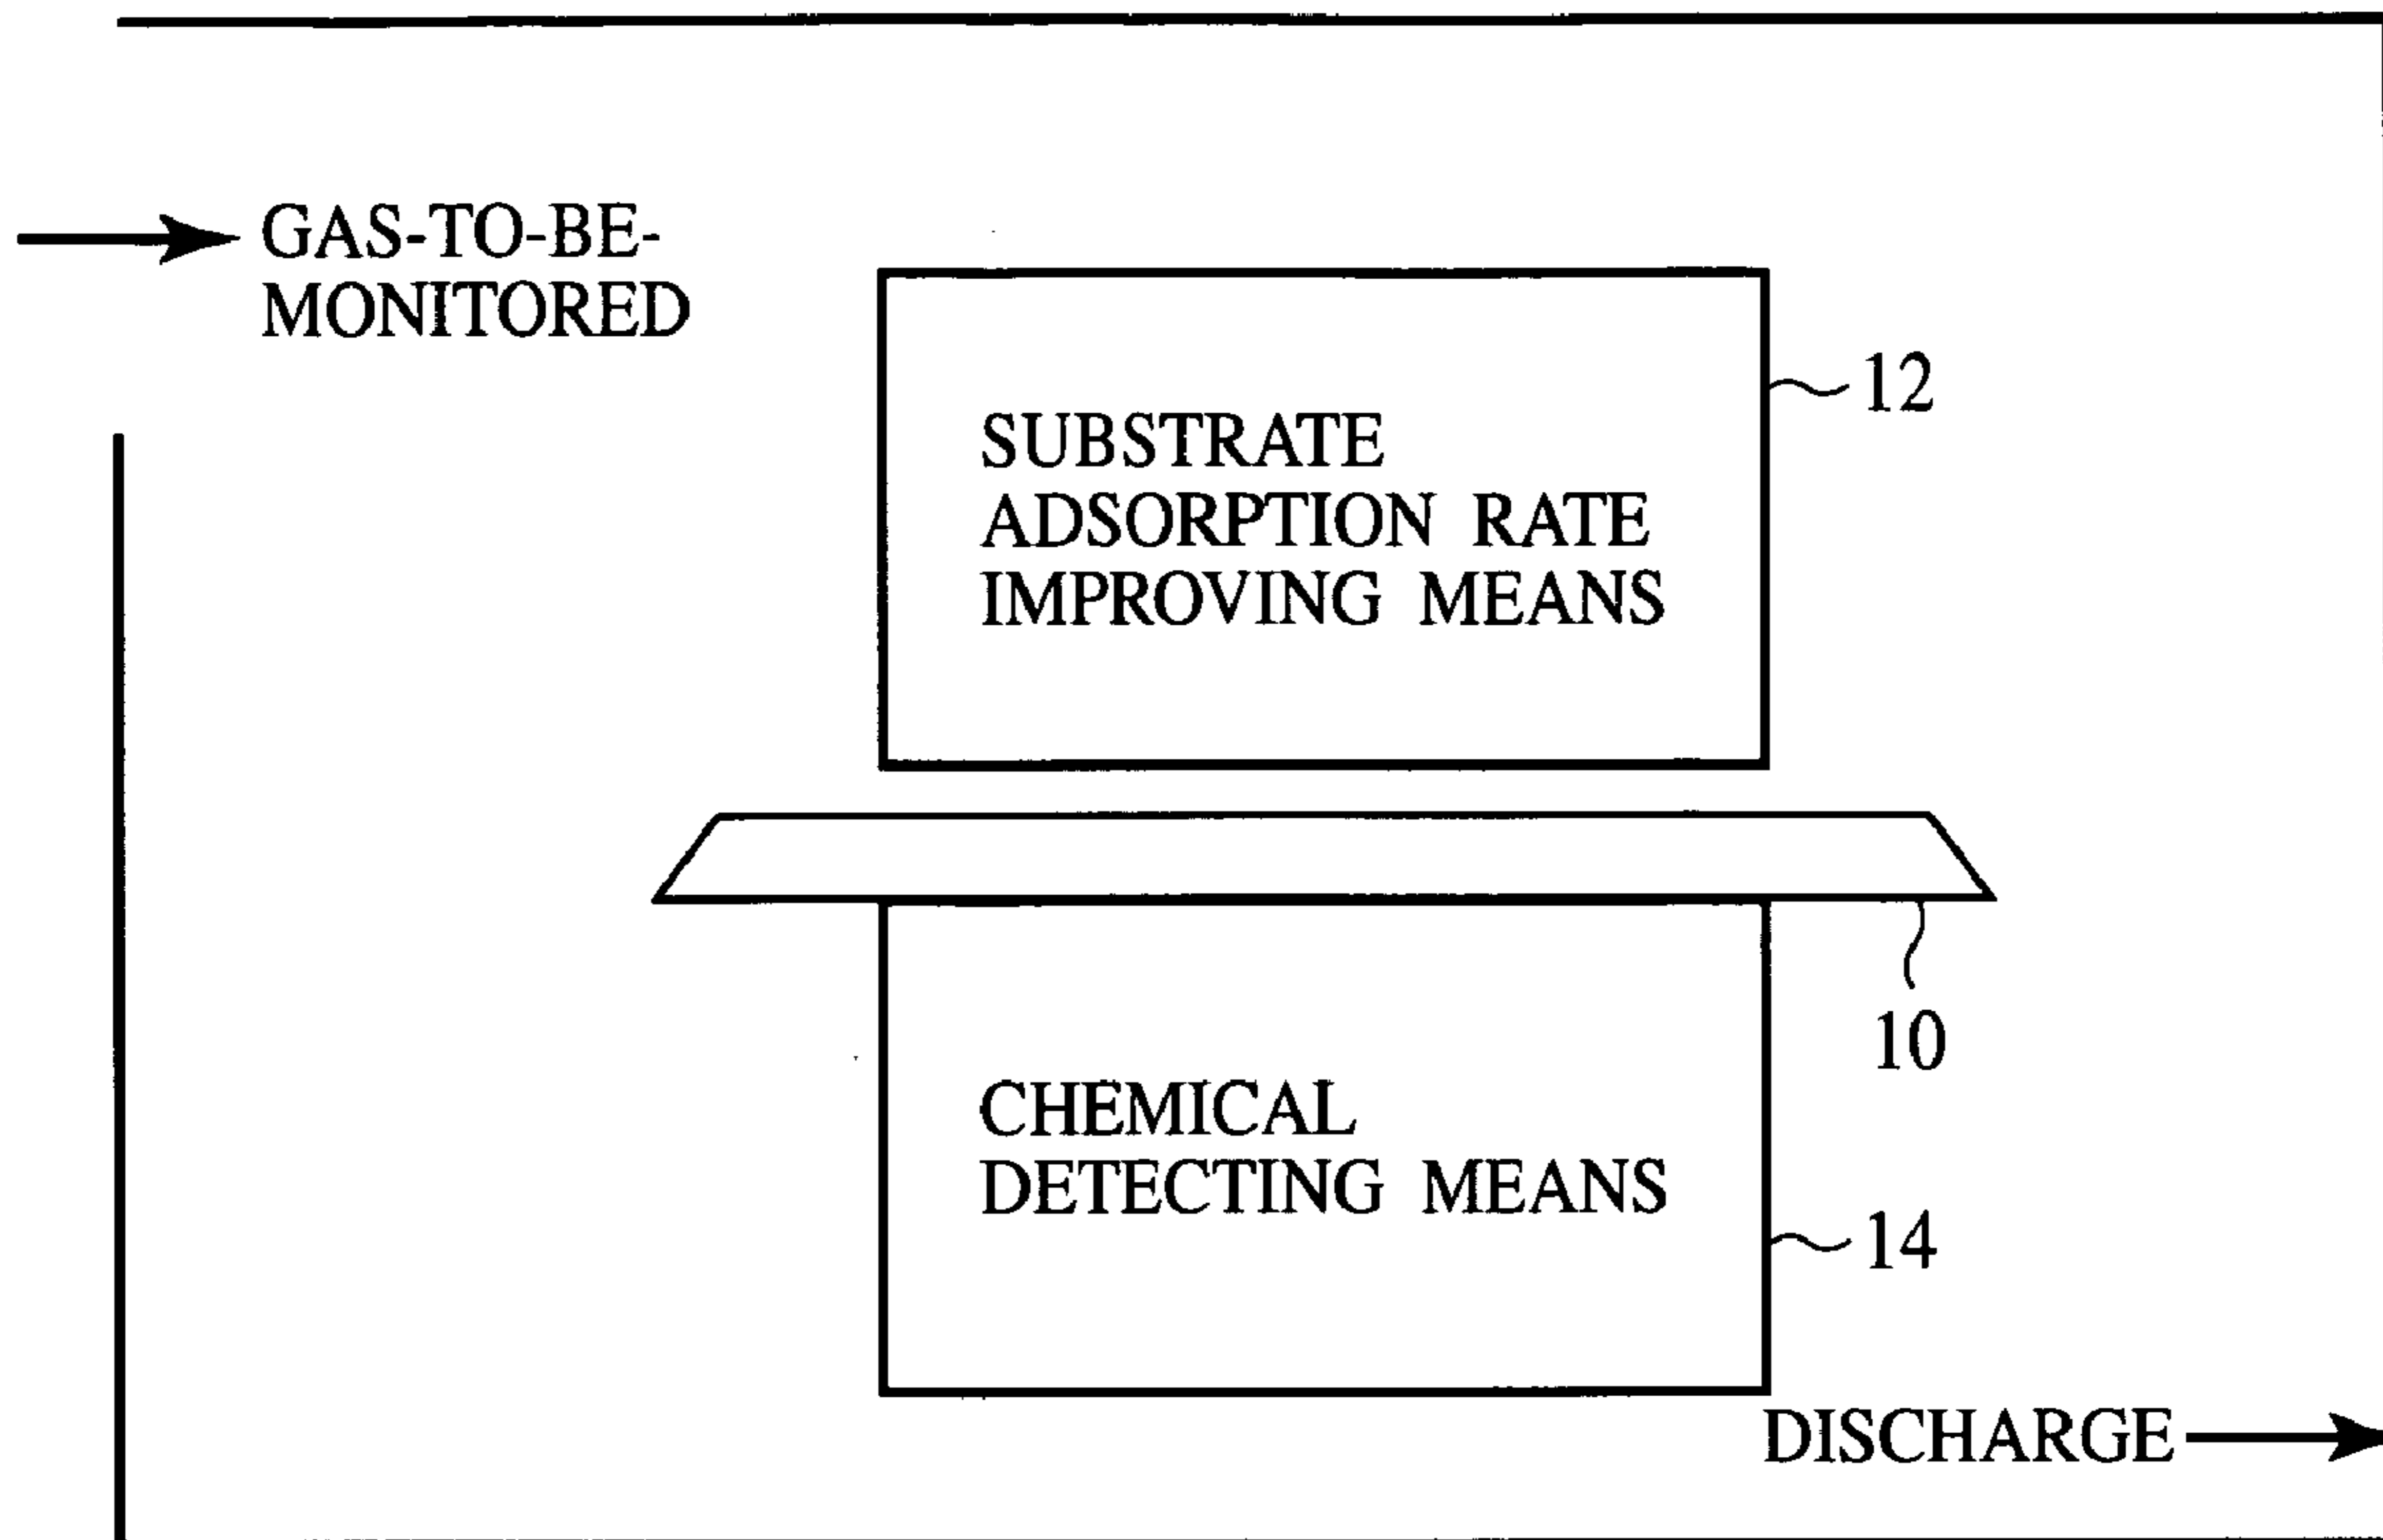 GAS-TO-BE-
MONITORED
12
SUBSTRATE
ADSORPTION RATE
IMPROVING MEANS
10
CHEMICAL
DETECTING MEANS
14
DISCHARGE